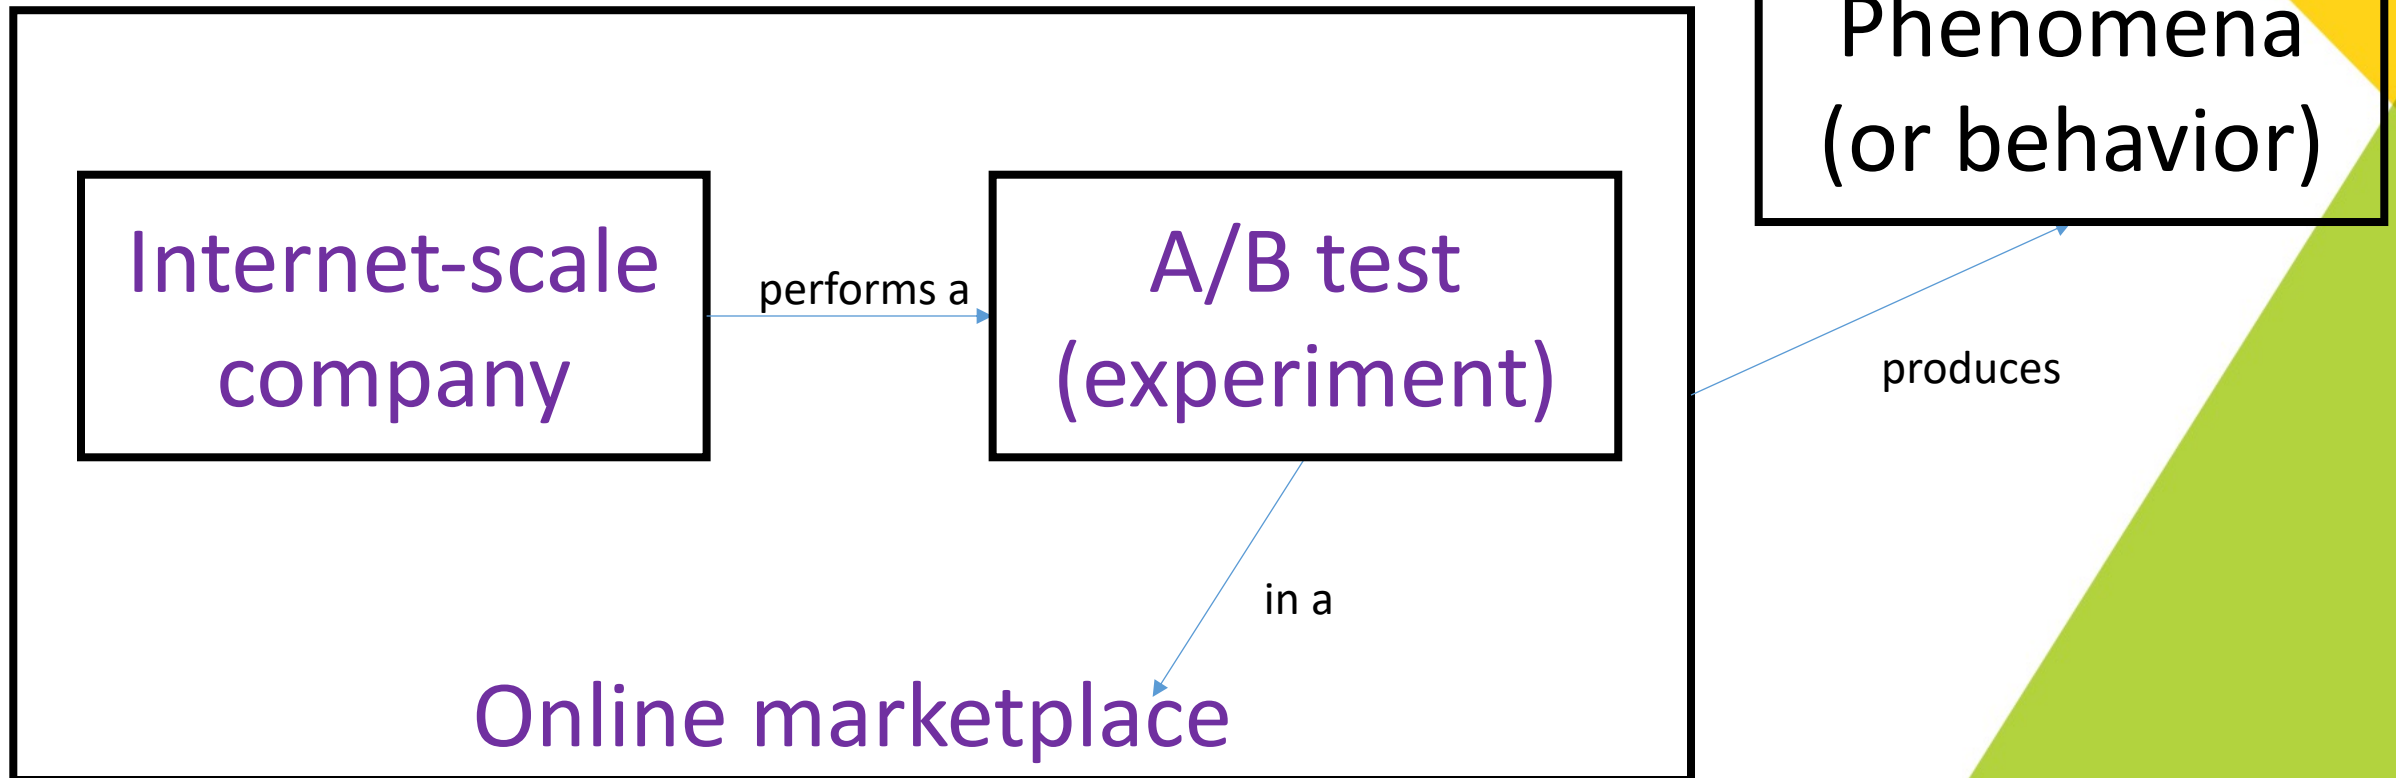 Phenomena
(or behavior)
Internet-scale
company
performs a
A/B test
(experiment)
produces
in a
Online marketplace